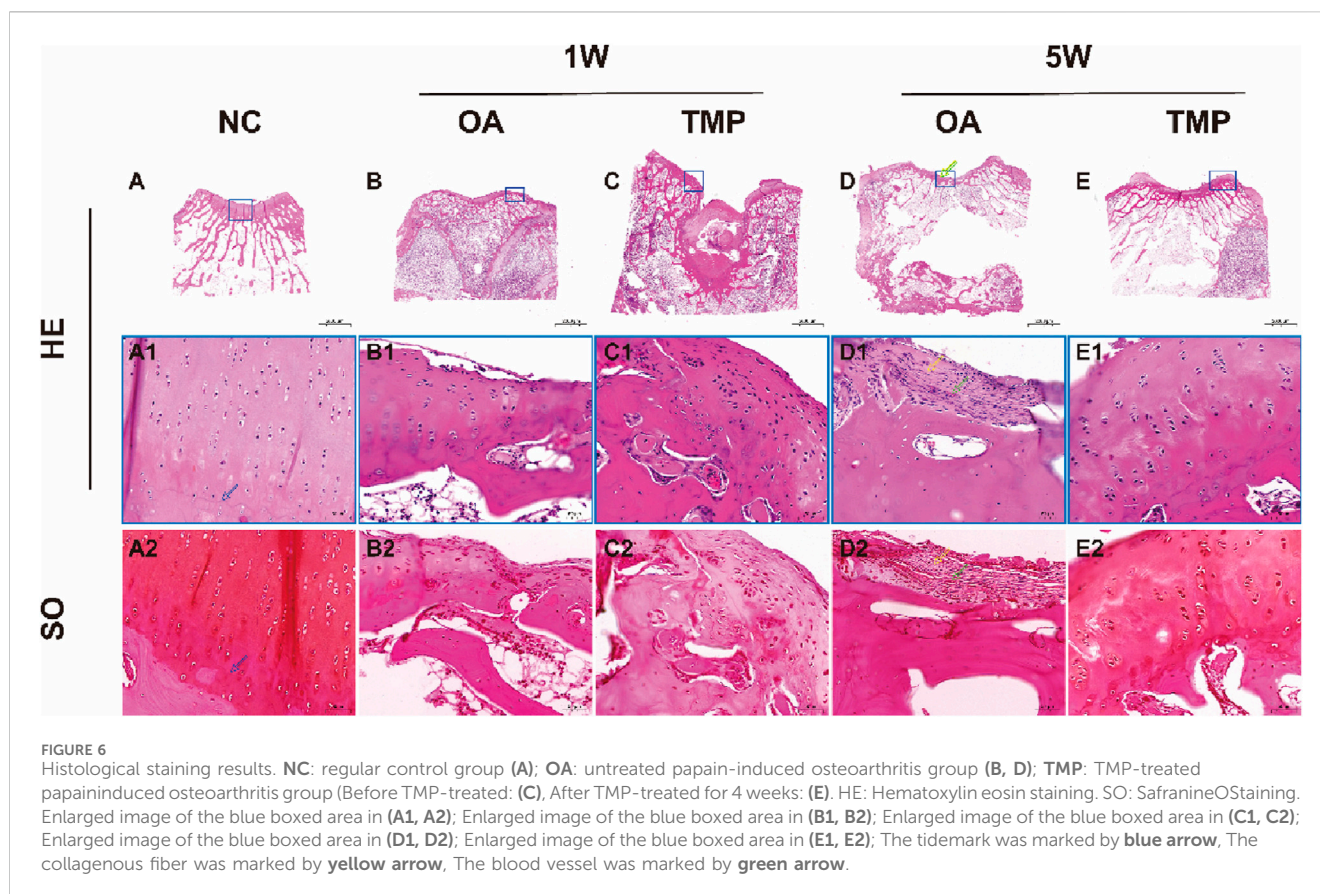 1W
5W
NC
OA
TMP
OA
TMP
A
B
C
D
E
HE
A1
B1
C1
D1
E1
SO
A2
B2
C2
D2
E2
FIGURE 6
Histological staining results. NC: regular control group (A); OA: untreated papain-induced osteoarthritis group (B, D); TMP: TMP-treated
papaininduced osteoarthritis group (Before TMP-treated: (C), After TMP-treated for 4 weeks: (E). HE: Hematoxylin eosin staining. SO: SafranineOStaining.
Enlarged image of the blue boxed area in (A1, A2); Enlarged image of the blue boxed area in (B1, B2); Enlarged image of the blue boxed area in (C1, C2);
Enlarged image of the blue boxed area in (D1, D2); Enlarged image of the blue boxed area in (E1, E2); The tidemark was marked by blue arrow, The
collagenous fiber was marked by yellow arrow, The blood vessel was marked by green arrow.